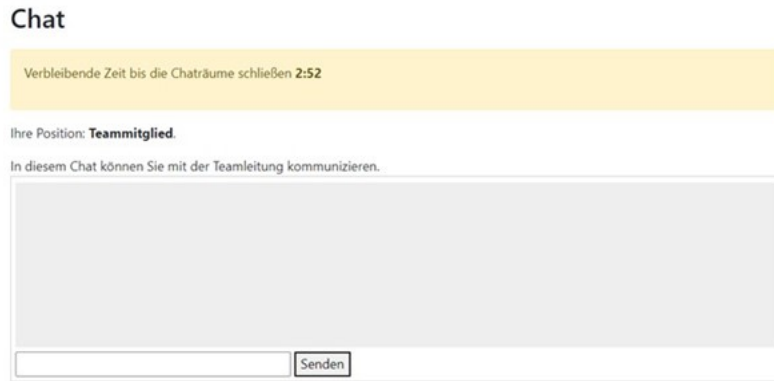 Chat
Verbleibende Zeit bis die Chaträume schließen 2:52
Ihre Position: Teammitglied.
In diesem Chat können Sie mit der Teamleitung kommunizieren.
Senden